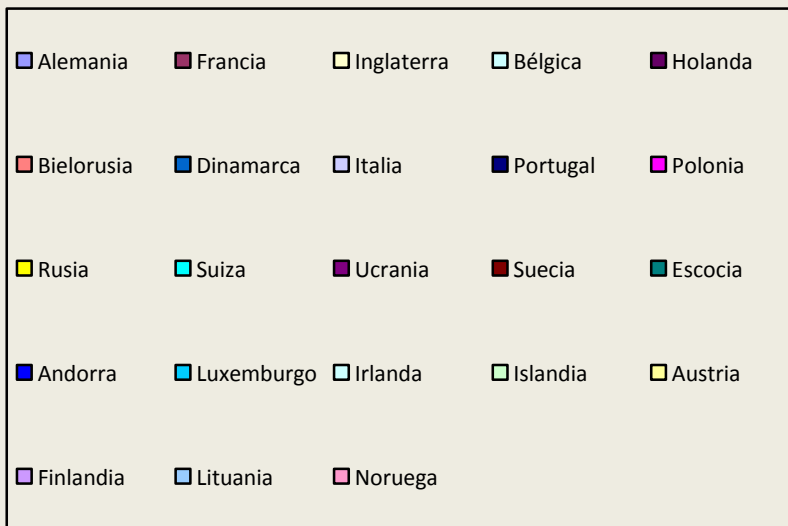 Alemania Francia Inglaterra Bélgica Holanda
Bielorusia Dinamarca Italia Portugal Polonia
Rusia Suiza Ucrania Suecia Escocia
Andorra Luxemburgo Irlanda Islandia Austria
Finlandia Lituania Noruega